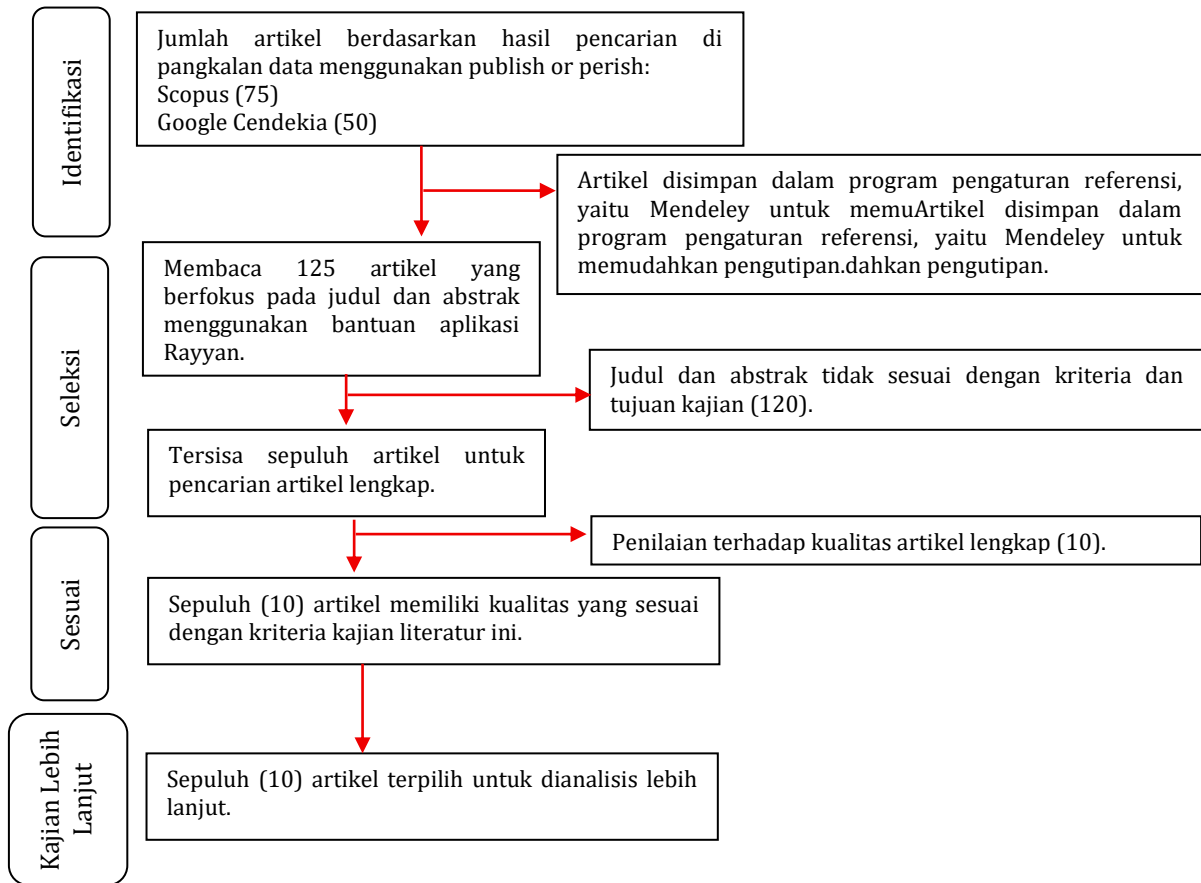 Identifikasi
Jumlah artikel berdasarkan hasil pencarian di
pangkalan data menggunakan publish or perish:
Scopus (75)
Google Cendekia (50)
Artikel disimpan dalam program pengaturan referensi,
yaitu Mendeley untuk memuArtikel disimpan dalam
program pengaturan referensi, yaitu Mendeley untuk
memudahkan pengutipan.dahkan pengutipan.
Seleksi
Membaca 125 artikel yang
berfokus pada judul dan abstrak
menggunakan bantuan aplikasi
Rayyan.
Judul dan abstrak tidak sesuai dengan kriteria dan
tujuan kajian (120).
Tersisa sepuluh artikel untuk
pencarian artikel lengkap.
Sesuai
Penilaian terhadap kualitas artikel lengkap (10).
Sepuluh (10) artikel memiliki kualitas yang sesuai
dengan kriteria kajian literatur ini.
Kajian Lebih
Lanjut
Sepuluh (10) artikel terpilih untuk dianalisis lebih
lanjut.